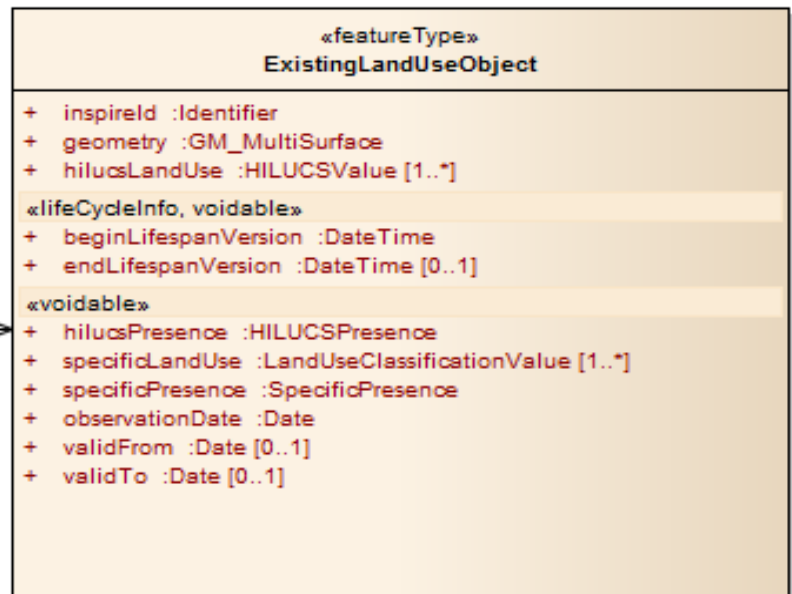 «featureType»
ExistingLandUseObject
+ inspireId :Identifier
+ geometry :GM_MultiSurface
+ hilucsLandUse :HILUCSValue [1..*]
«lifeCycleInfo, voidable»
+ beginLifespanVersion :DateTime
+ endLifespanVersion :DateTime [0..1]
«voidable»
+ hilucsPresence :HILUCSPresence
+ specificLandUse :LandUseClassificationValue [1..*]
+ specificPresence :SpecificPresence
+ observationDate :Date
+ validFrom :Date [0..1]
+ validTo :Date [0..1]